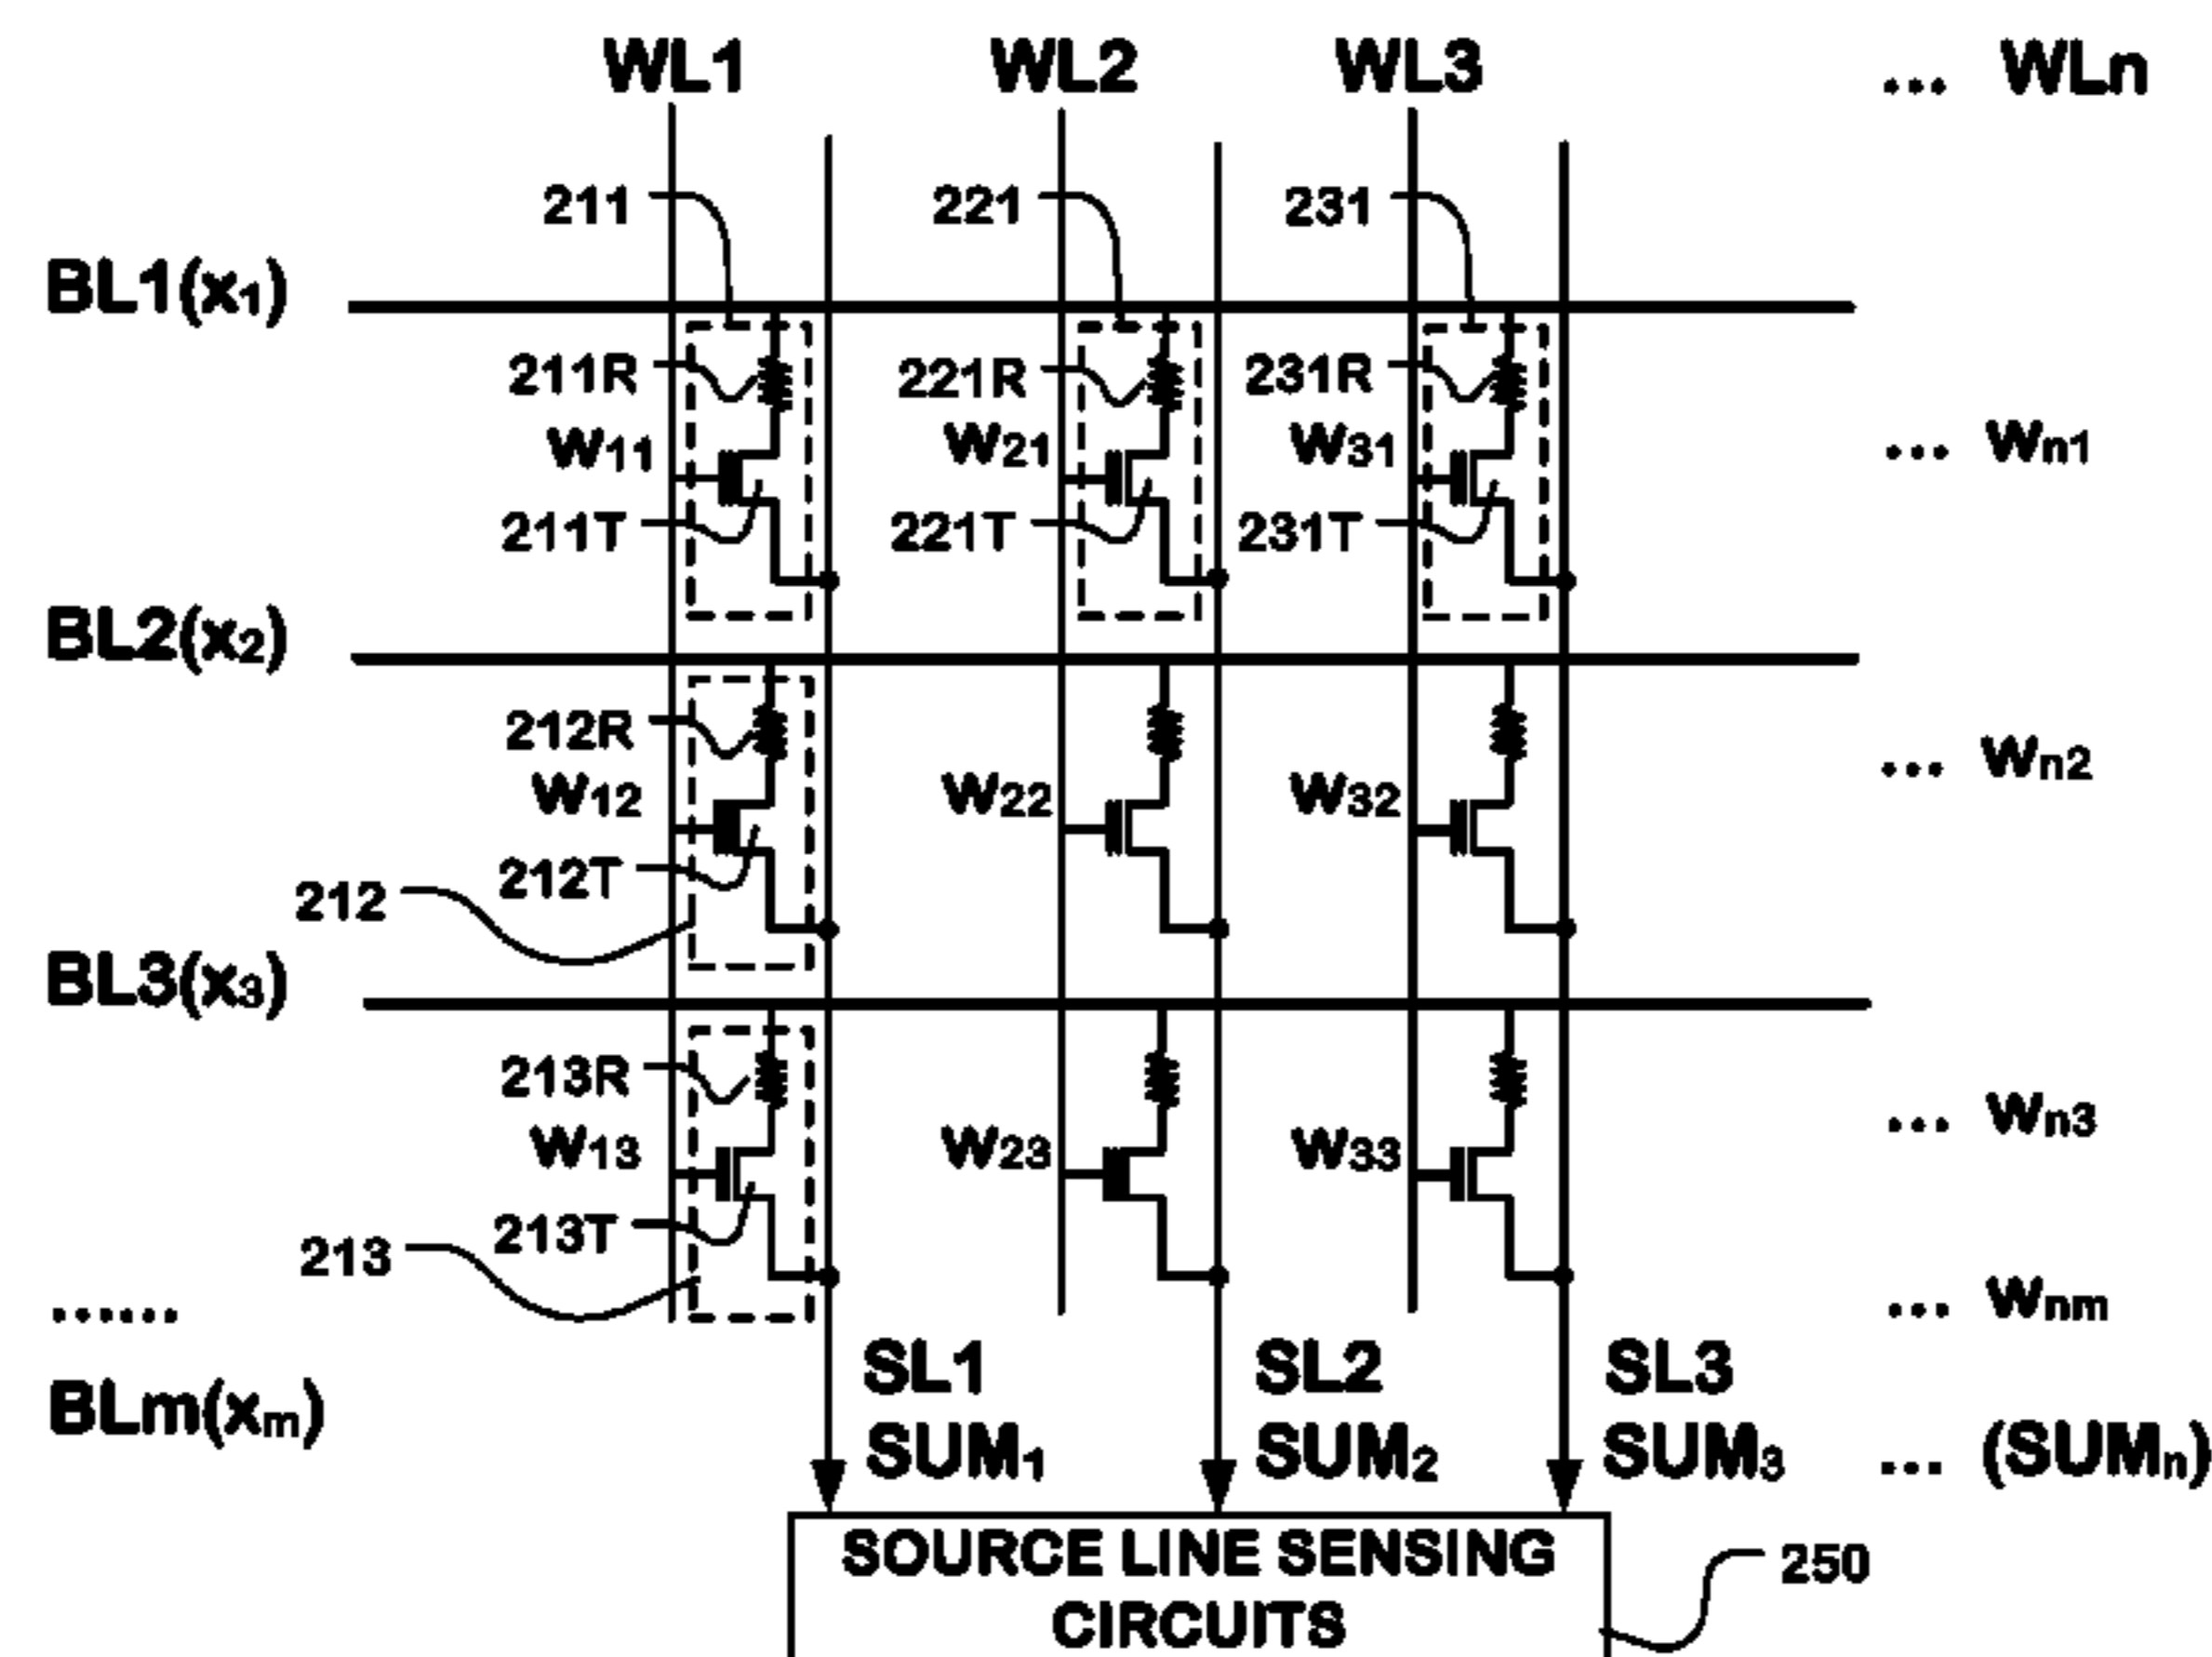 WL1 WL2 WL3 ... WLn
211 221 231
BL1(x₁)
211R 221R 231R
W₁₁ W₂₁ W₃₁ ... Wₙ₁
211T 221T 231T
BL2(x₂)
212R
W₁₂ W₂₂ W₃₂ ... Wₙ₂
212T
212
BL3(x₃)
213R
W₁₃ W₂₃ W₃₃ ... Wₙ₃
213T
213
...... ... Wₙₘ
SL1 SL2 SL3
BLm(xₘ)
SUM₁ SUM₂ SUM₃ ... (SUMₙ)
SOURCE LINE SENSING
CIRCUITS
250